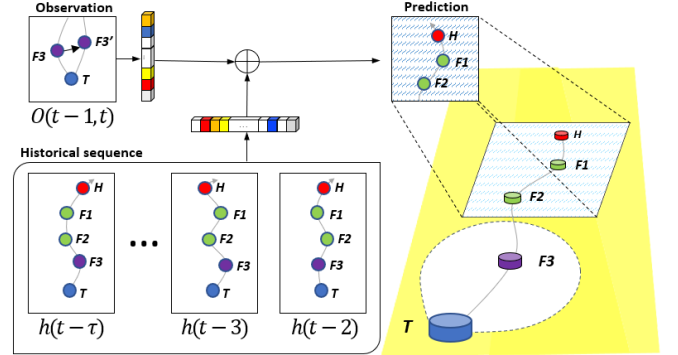 Observation
F3
F3'
T
O(t − 1, t)
Prediction
H
F1
F2
Historical sequence
H
F1
F2
F3
T
h(t − τ)
...
H
F1
F2
F3
T
h(t − 3)
H
F1
F2
F3
T
h(t − 2)
...
H
F1
F2
F3
T